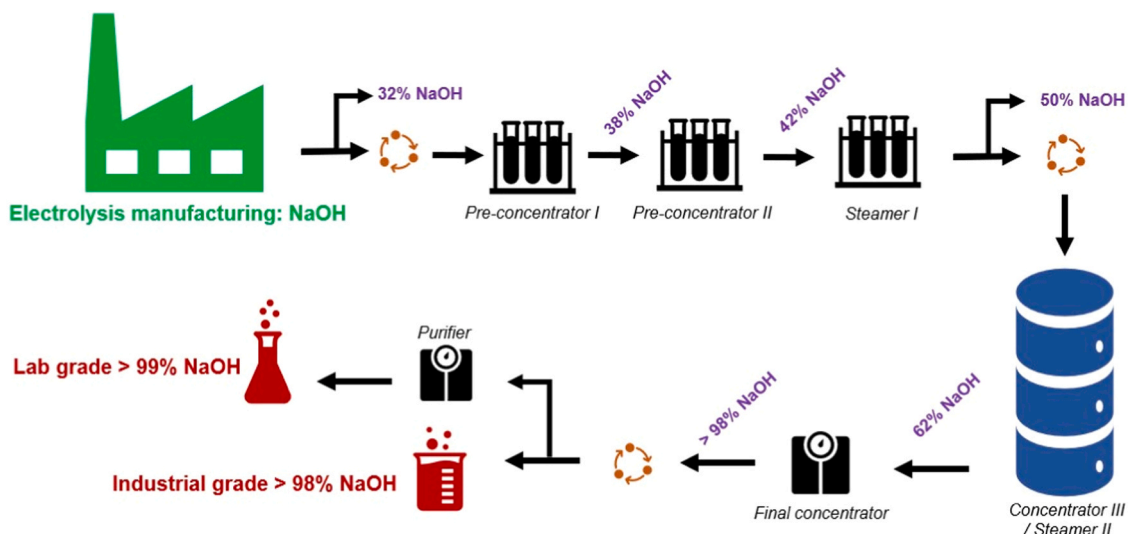 32% NaOH
38% NaOH
42% NaOH
50% NaOH
Electrolysis manufacturing: NaOH
Pre-concentrator I
Pre-concentrator II
Steamer I
Purifier
Lab grade > 99% NaOH
> 98% NaOH
62% NaOH
Industrial grade > 98% NaOH
Final concentrator
Concentrator III
/ Steamer II